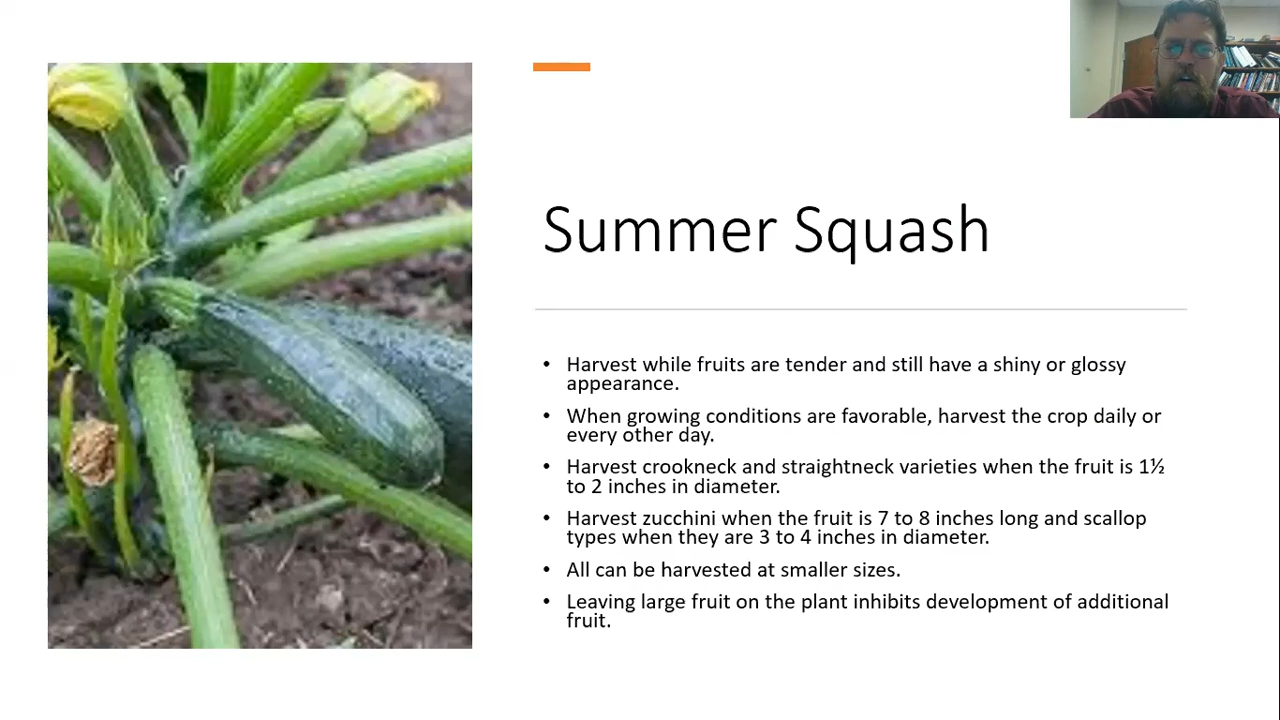 Summer Squash
• Harvest while fruits are tender and still have a shiny or glossy
appearance.
• When growing conditions are favorable, harvest the crop daily or
every other day.
• Harvest crookneck and straightneck varieties when the fruit is 1½
to 2 inches in diameter.
• Harvest zucchini when the fruit is 7 to 8 inches long and scallop
types when they are 3 to 4 inches in diameter.
• All can be harvested at smaller sizes.
• Leaving large fruit on the plant inhibits development of additional
fruit.